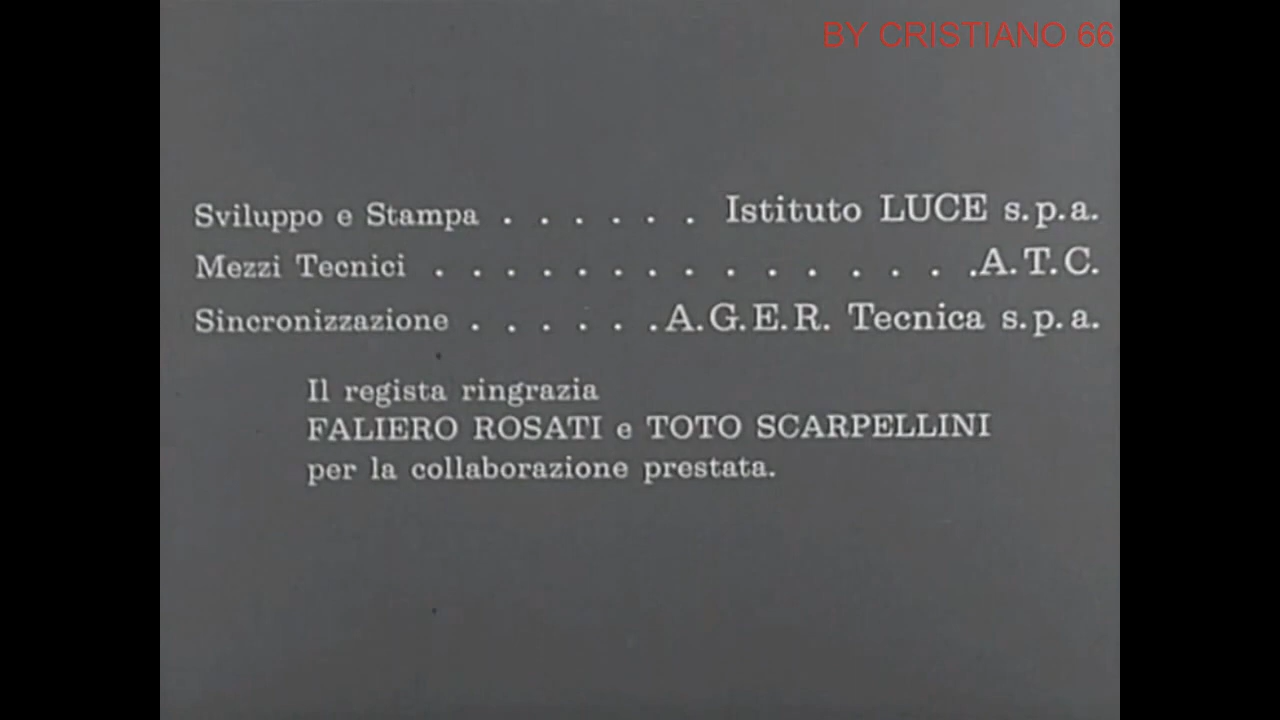 BY CRISTIANO 66
Sviluppo e Stampa . . . . . . Istituto LUCE s.p.a.
Mezzi Tecnici . . . . . . . . . . . . . . . .A.T.C.
Sincronizzazione . . . . . .A.G.E.R. Tecnica s.p.a.
Il regista ringrazia
FALIERO ROSATI e TOTO SCARPELLINI
per la collaborazione prestata.